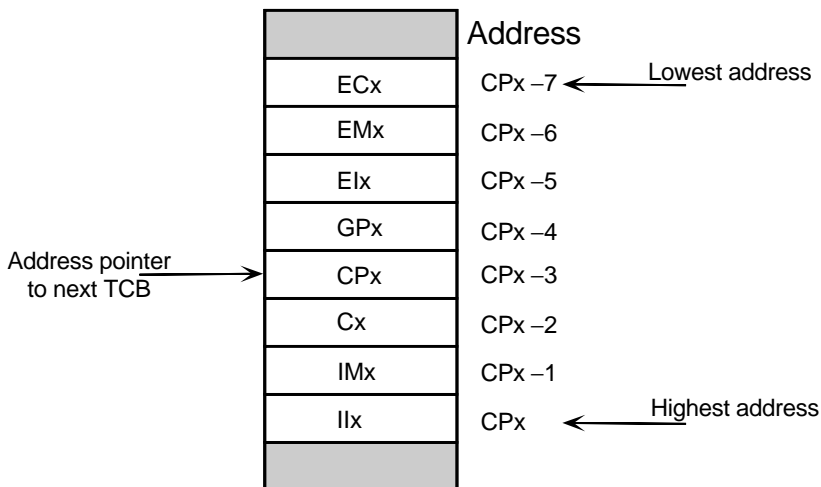 Address
ECx CPx –7 Lowest address
EMx CPx –6
EIx CPx –5
GPx CPx –4
Address pointer
to next TCB
CPx CPx –3
Cx CPx –2
IMx CPx –1
IIx CPx Highest address